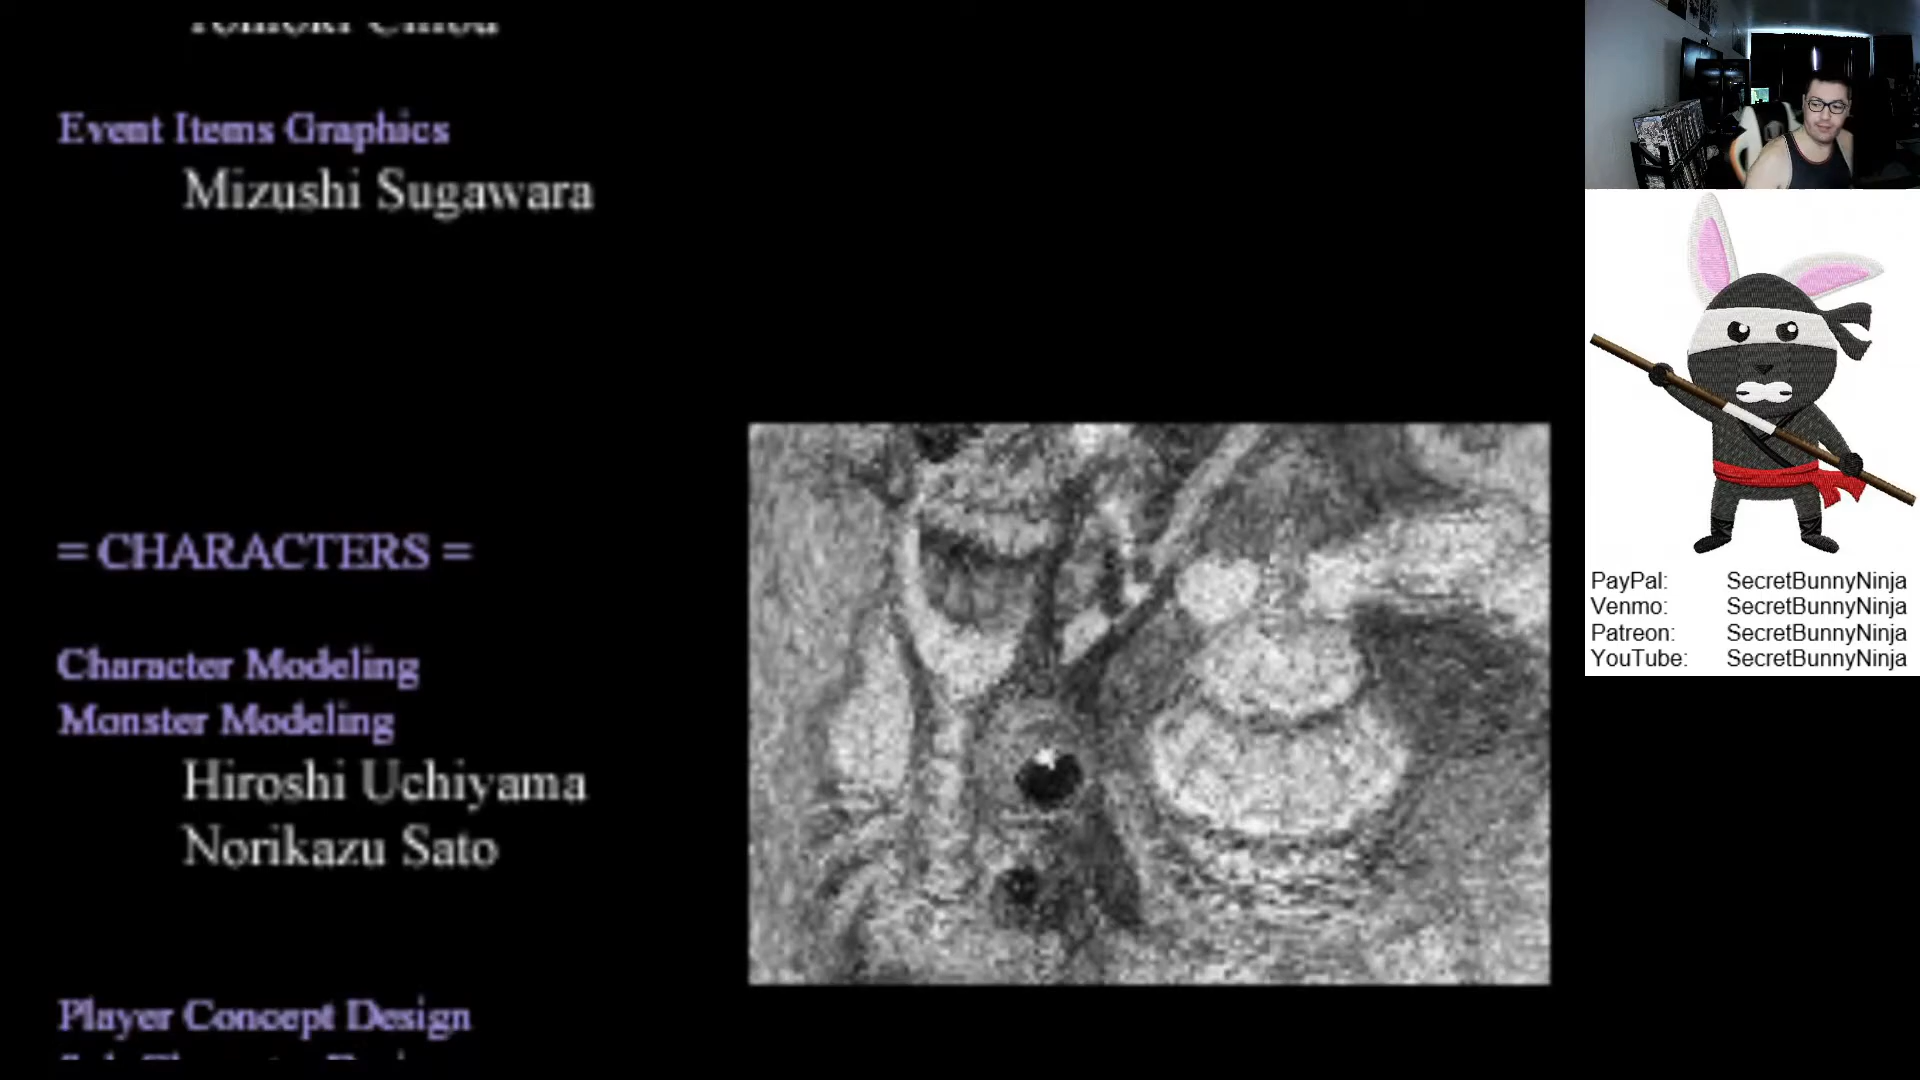 Event Items Graphics
Mizushi Sugawara
= CHARACTERS =
Character Modeling
Monster Modeling
Hiroshi Uchiyama
Norikazu Sato
Player Concept Design
PayPal: SecretBunnyNinja
Venmo: SecretBunnyNinja
Patreon: SecretBunnyNinja
YouTube: SecretBunnyNinja